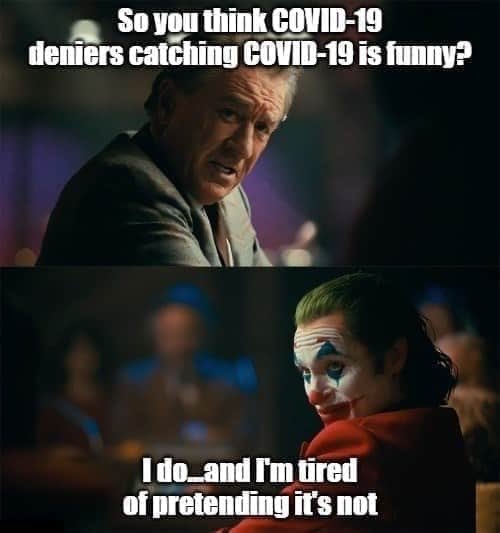 So you think COVID-19
deniers catching COVID-19 is funny?
I do...and I'm tired
of pretending it's not